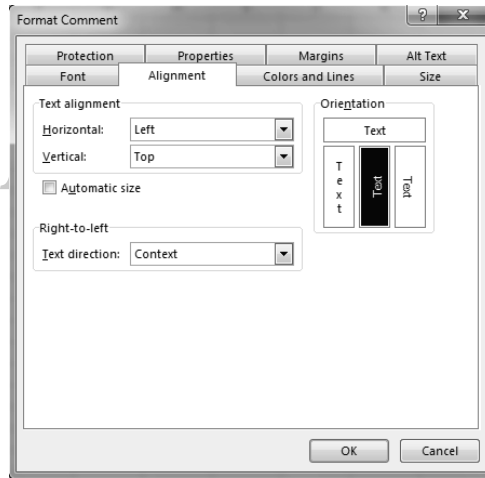 Format Comment
Protection Properties Margins Alt Text
Font Alignment Colors and Lines Size
Text alignment
Horizontal: Left
Vertical: Top
Automatic size
Right-to-left
Text direction: Context
Orientation
Text
Text
Text
Text
OK Cancel